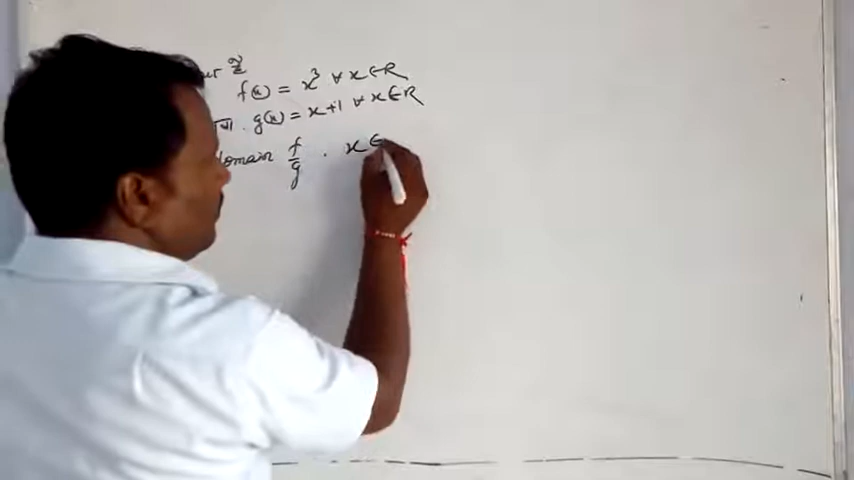 f(x) = x³ ∀ x ∈ R
g(x) = x+1 ∀ x ∈ R
domain f/g . x ∈